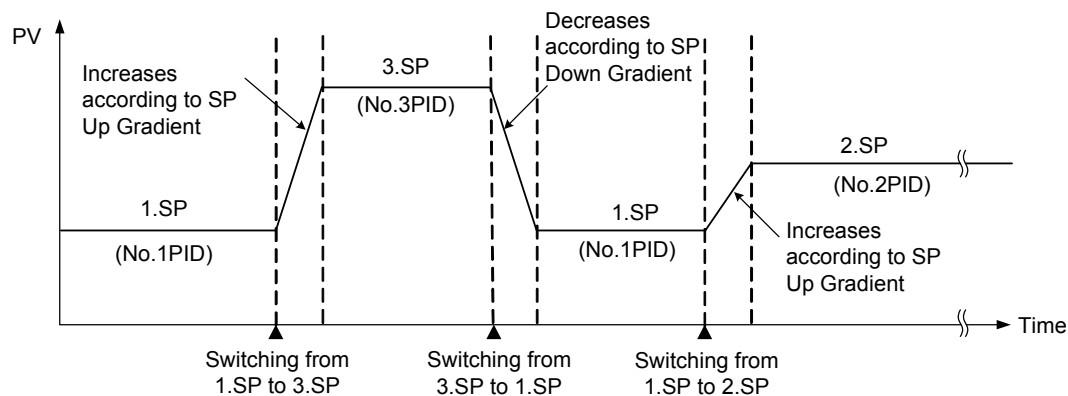 PV
Increases
according to SP
Up Gradient
3.SP
(No.3PID)
Decreases
according to SP
Down Gradient
1.SP
(No.1PID)
1.SP
(No.1PID)
2.SP
(No.2PID)
Increases
according to SP
Up Gradient
Time
Switching from
1.SP to 3.SP
Switching from
3.SP to 1.SP
Switching from
1.SP to 2.SP